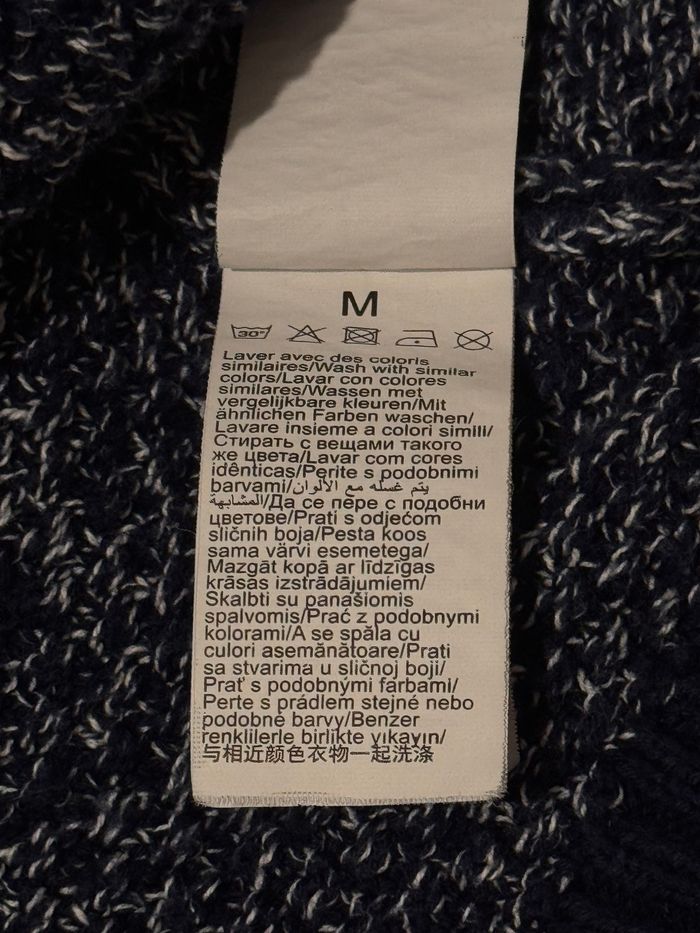 M
30°
Laver avec des coloris
similaires/Wash with similar
colors/Lavar con colores
similares/Wassen met
vergelijkbare kleuren/Mit
ähnlichen Farben waschen/
Lavare insieme a colori simili/
Стирать с вещами такого
же цвета/Lavar com cores
idênticas/Perite s podobnimi
barvami/يتم غسله مع الألوان
المشابهة/Да се пере с подобни
цветове/Prati s odjećom
sličnih boja/Pesta koos
sama värvi esemetega/
Mazgāt kopā ar līdzīgas
krāsas izstrādājumiem/
Skalbti su panašiomis
spalvomis/Prać z podobnymi
kolorami/A se spăla cu
culori asemănătoare/Prati
sa stvarima u sličnoj boji/
Prať s podobnými farbami/
Perte s prádlem stejné nebo
podobné barvy/Benzer
renklilerle birlikte yıkayın/
与相近颜色衣物一起洗涤